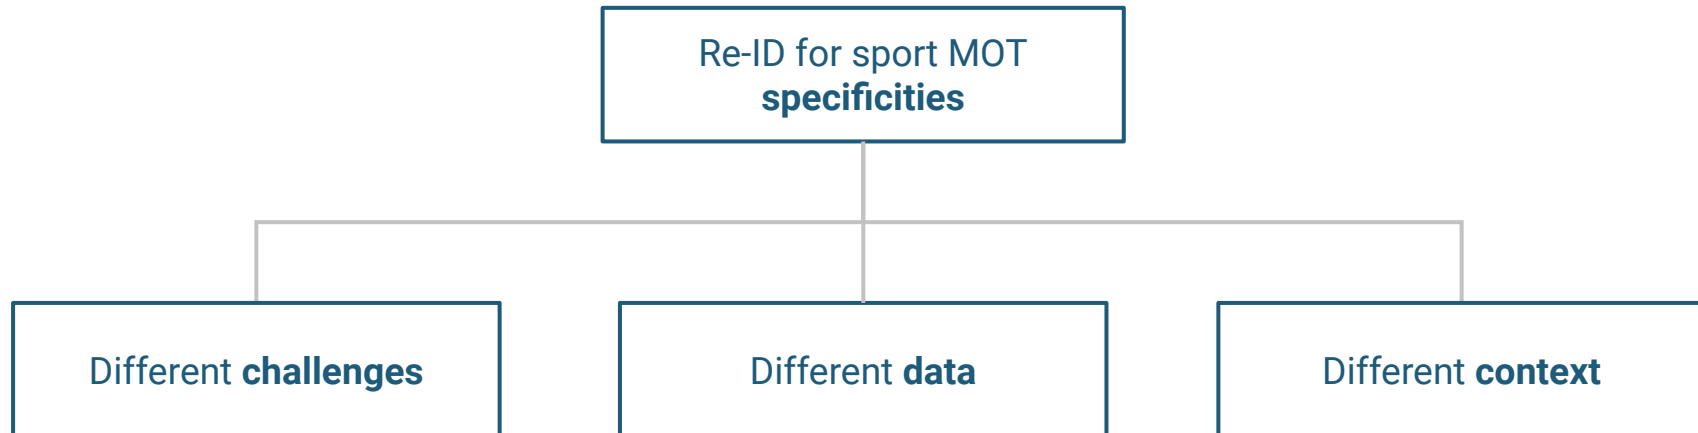 Re-ID for sport MOT
specificities
Different challenges
Different data
Different context